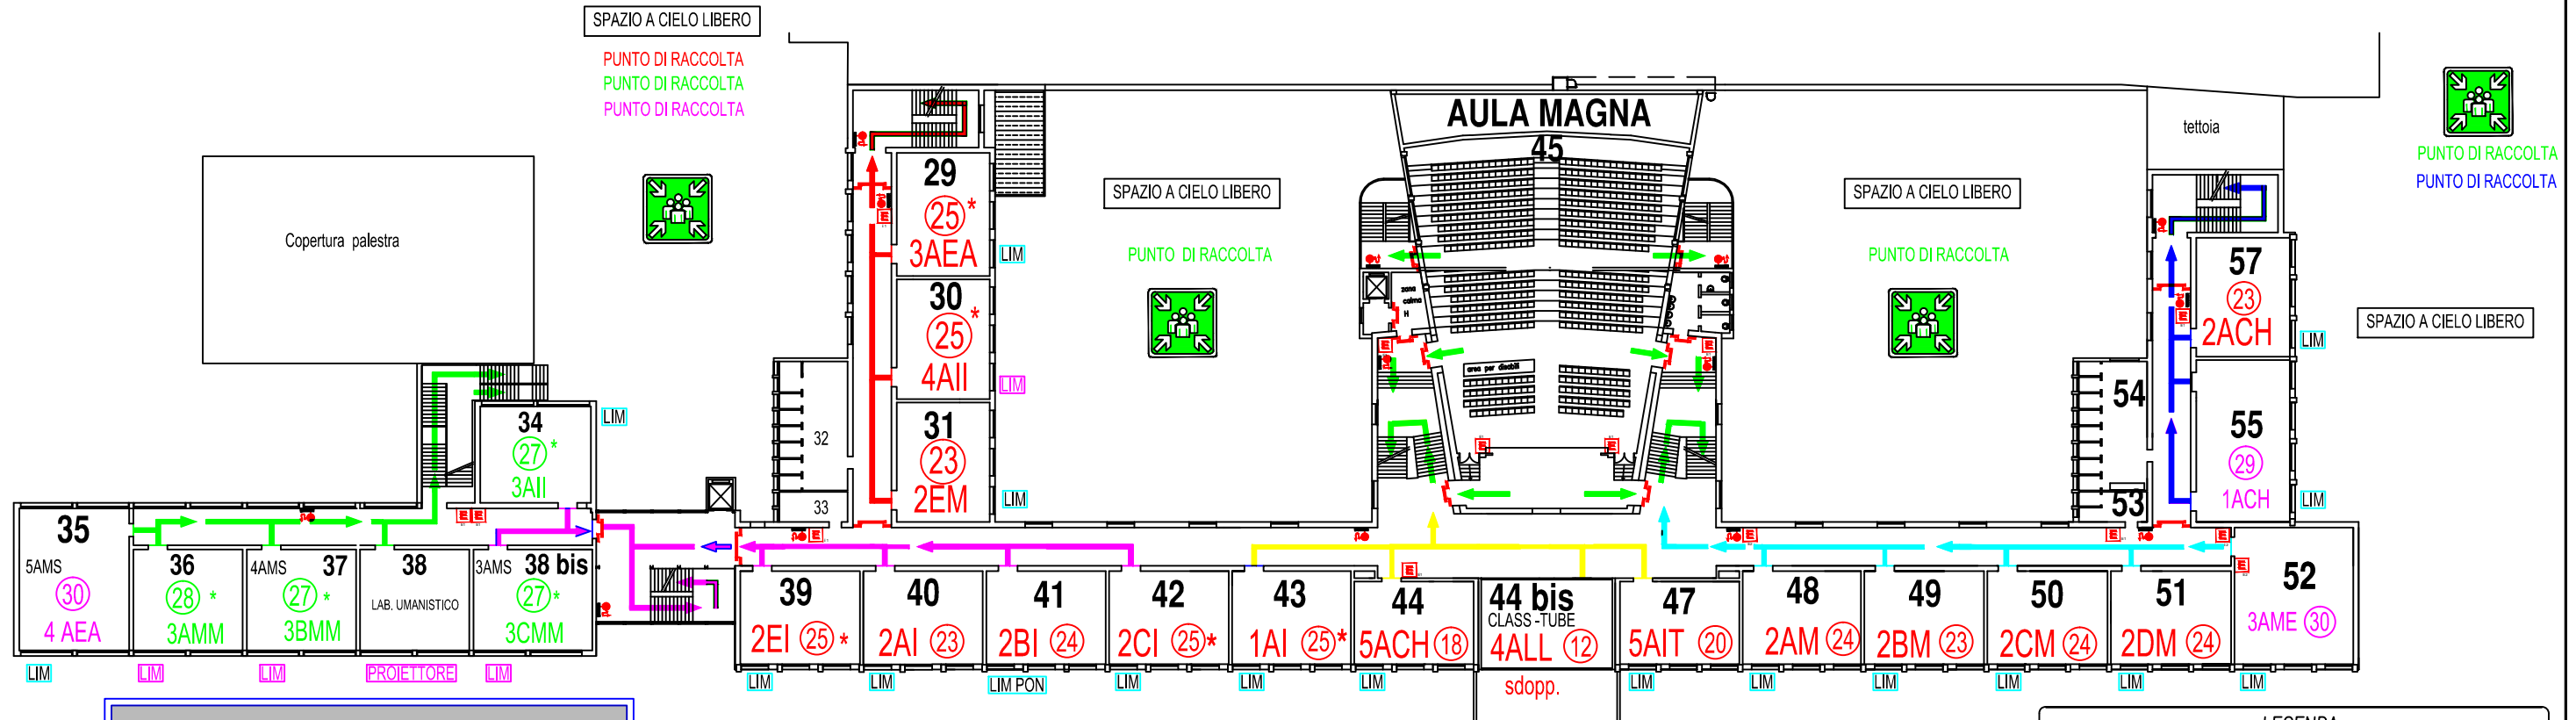 SPAZIO A CIELO LIBERO
PUNTO DI RACCOLTA
PUNTO DI RACCOLTA
PUNTO DI RACCOLTA
Copertura palestra
29
25 *
3AEA
LIM
30
25 *
4AII
LIM
31
23
2EM
LIM
32
33
SPAZIO A CIELO LIBERO
PUNTO DI RACCOLTA
AULA MAGNA
45
zona
calma
H
area per disabili
SPAZIO A CIELO LIBERO
PUNTO DI RACCOLTA
tettoia
PUNTO DI RACCOLTA
PUNTO DI RACCOLTA
SPAZIO A CIELO LIBERO
57
23
2ACH
LIM
54
53
55
29
1ACH
LIM
34
27 *
3AII
LIM
35
5AMS
30
4 AEA
LIM
36
28 *
3AMM
LIM
4AMS 37
27 *
3BMM
LIM
38
LAB. UMANISTICO
PROIETTORE
3AMS 38 bis
27 *
3CMM
LIM
39
2EI 25 *
LIM
40
2AI 23
LIM
41
2BI 24
LIM PON
42
2CI 25 *
LIM
43
1AI 25 *
LIM
44
5ACH 18
LIM
44 bis
CLASS -TUBE
4ALL 12
sdopp.
47
5AIT 20
LIM
48
2AM 24
LIM
49
2BM 23
LIM
50
2CM 24
LIM
51
2DM 24
LIM
52
3AME 30
LIM
LEGENDA